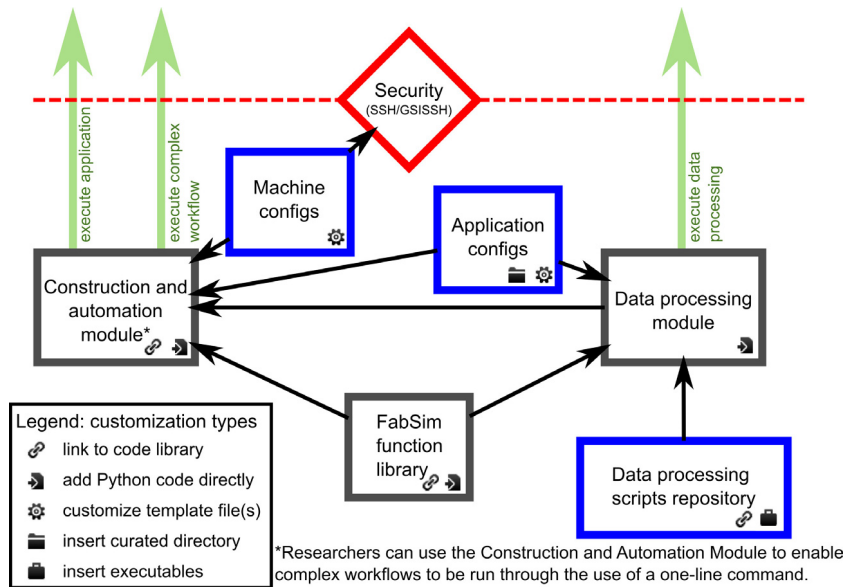 Security
(SSH/GSISSH)
execute application
execute complex
workflow
execute data
processing
Machine
configs
Application
configs
Construction and
automation
module*
Data processing
module
FabSim
function
library
Data processing
scripts repository
Legend: customization types
link to code library
add Python code directly
customize template file(s)
insert curated directory
insert executables
*Researchers can use the Construction and Automation Module to enable
complex workflows to be run through the use of a one-line command.